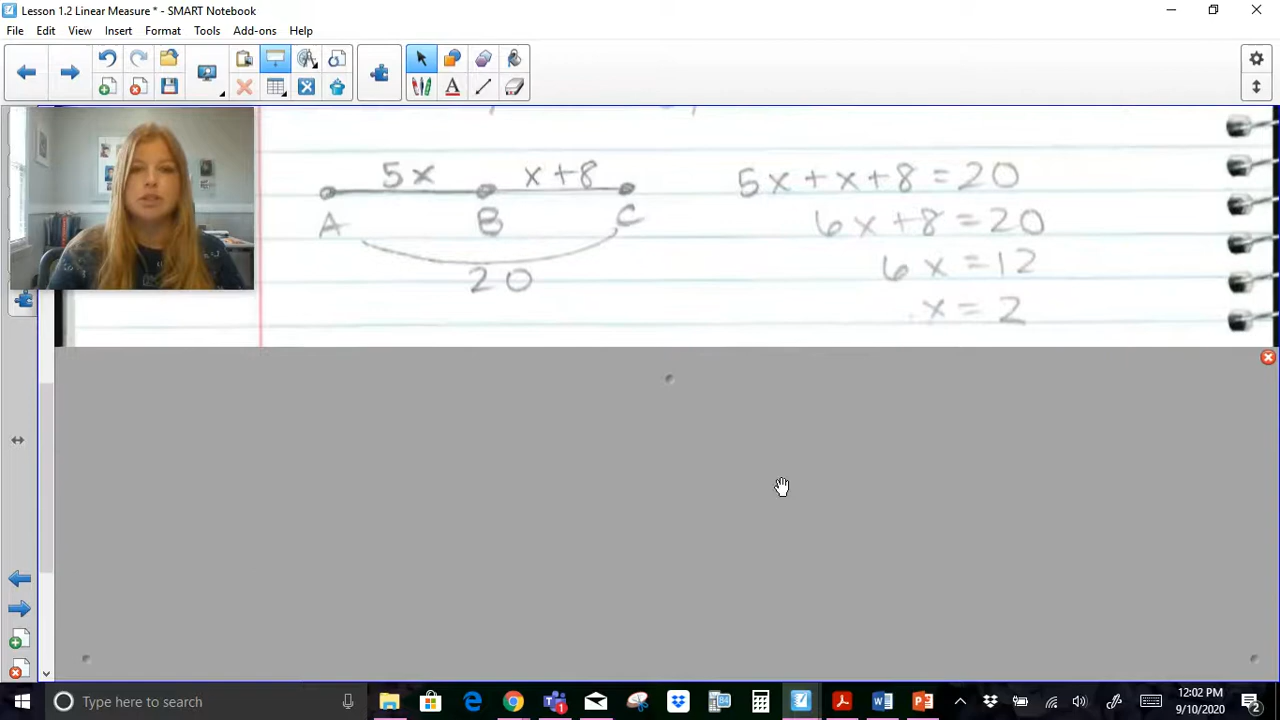 Lesson 1.2 Linear Measure * - SMART Notebook
File Edit View Insert Format Tools Add-ons Help
5x x+8
A B C
20
5x+x+8=20
6x+8=20
6x=12
x=2
Type here to search
12:02 PM
9/10/2020